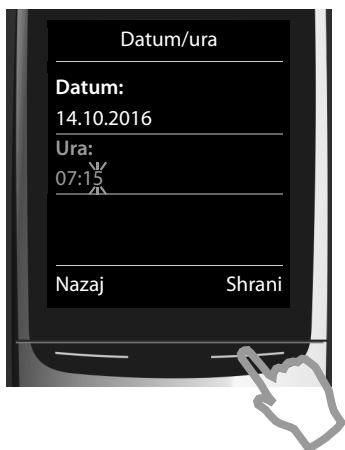 Datum/ura
Datum:
14.10.2016
Ura:
07:15
Nazaj Shrani